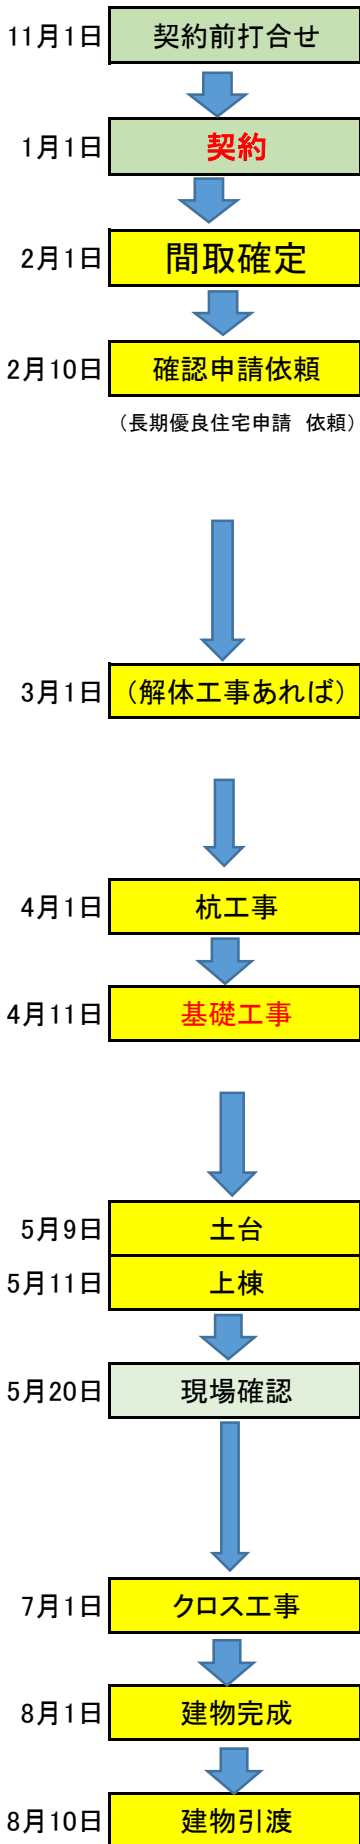 11月1日 契約前打合せ
1月1日 契約
2月1日 間取確定
2月10日 確認申請依頼
（長期優良住宅申請　依頼）
3月1日 （解体工事あれば）
4月1日 杭工事
4月11日 基礎工事
5月9日 土台
5月11日 上棟
5月20日 現場確認
7月1日 クロス工事
8月1日 建物完成
8月10日 建物引渡